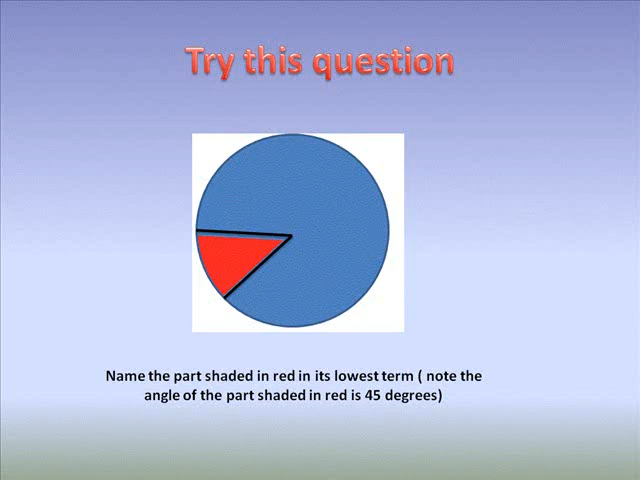 Try this question
Name the part shaded in red in its lowest term ( note the
angle of the part shaded in red is 45 degrees)